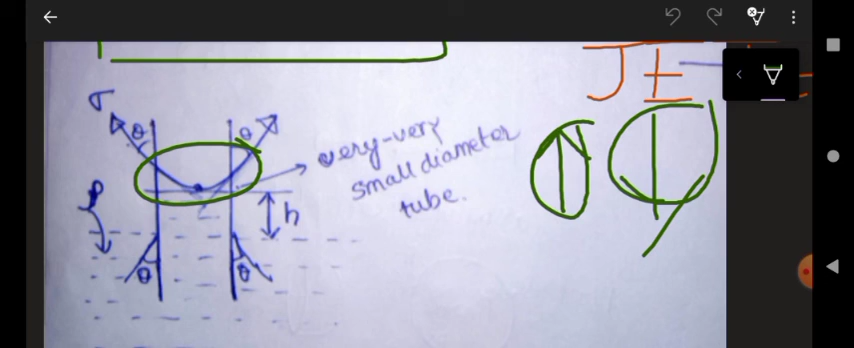 σ
θ
θ
very-very
small diameter
tube.
ρ
h
θ
θ